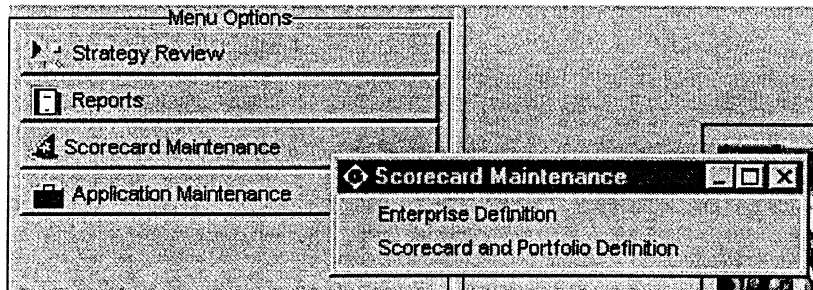 Menu Options
Strategy Review
Reports
Scorecard Maintenance
Application Maintenance
Scorecard Maintenance
Enterprise Definition
Scorecard and Portfolio Definition